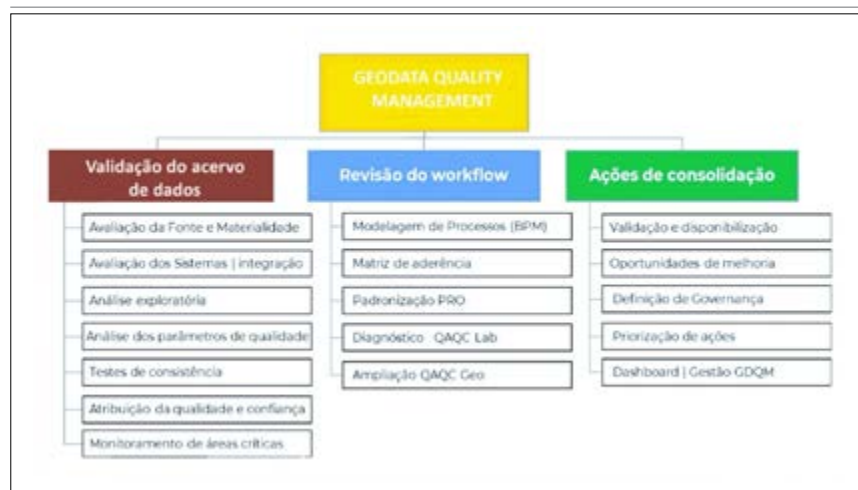 GEODATA QUALITY
MANAGEMENT
Validação do acervo
de dados
Avaliação da Fonte e Materialidade
Avaliação dos Sistemas | integração
Análise exploratória
Análise dos parâmetros de qualidade
Testes de consistência
Atribuição da qualidade e confiança
Monitoramento de áreas críticas
Revisão do workflow
Modelagem de Processos (BPM)
Matriz de aderência
Padronização PRO
Diagnóstico QAQC Lab
Ampliação QAQC Geo
Ações de consolidação
Validação e disponibilização
Oportunidades de melhoria
Definição de Governança
Priorização de ações
Dashboard | Gestão GDQM